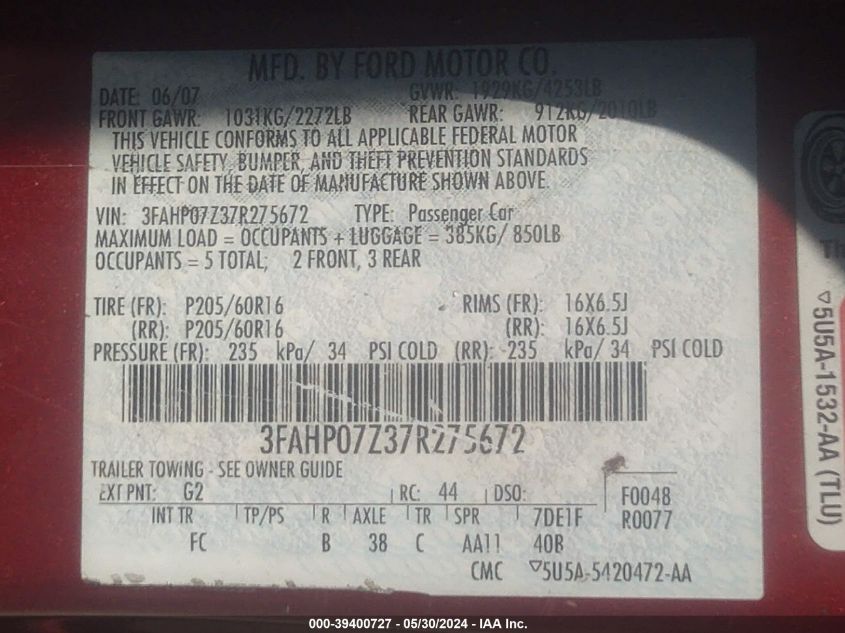 MFD. BY FORD MOTOR CO.
DATE: 06/07 GVWR: 1929KG/4253LB
FRONT GAWR: 1031KG/2272LB REAR GAWR: 912KG/2010LB
THIS VEHICLE CONFORMS TO ALL APPLICABLE FEDERAL MOTOR
VEHICLE SAFETY, BUMPER, AND THEFT PREVENTION STANDARDS
IN EFFECT ON THE DATE OF MANUFACTURE SHOWN ABOVE.
VIN: 3FAHP07Z37R275672 TYPE: Passenger Car
MAXIMUM LOAD = OCCUPANTS + LUGGAGE = 385KG/ 850LB
OCCUPANTS = 5 TOTAL; 2 FRONT, 3 REAR
TIRE (FR): P205/60R16 RIMS (FR): 16X6.5J
(RR): P205/60R16 (RR): 16X6.5J
PRESSURE (FR): 235 kPa/ 34 PSI COLD (RR): 235 kPa/ 34 PSI COLD
3FAHP07Z37R275672
TRAILER TOWING - SEE OWNER GUIDE
EXT PNT: G2 RC: 44 DSO: F0048
INT TR TP/PS R AXLE TR SPR 7DE1F R0077
FC B 38 C AA11 40B
CMC ▽5U5A-5420472-AA
▽5U5A-1532-AA (TLU)
000-39400727 - 05/30/2024 - IAA Inc.